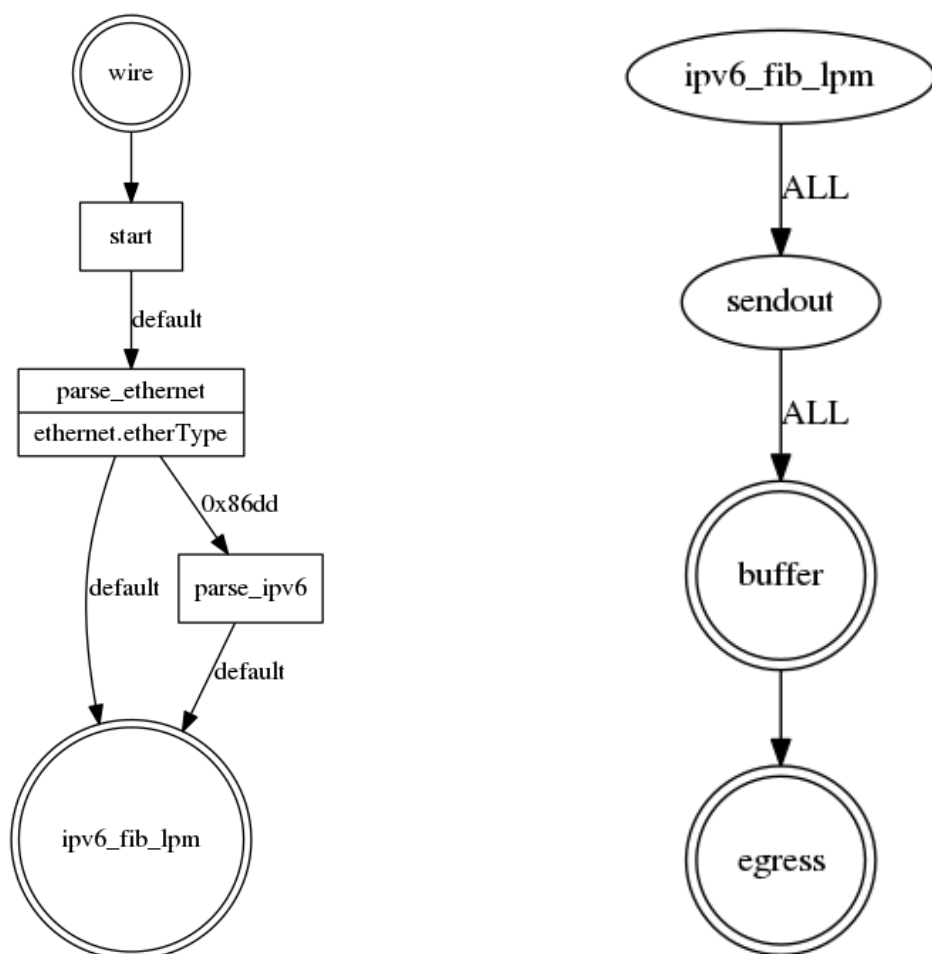 wire
start
default
parse_ethernet
ethernet.etherType
0x86dd
default
parse_ipv6
default
ipv6_fib_lpm
ipv6_fib_lpm
ALL
sendout
ALL
buffer
egress